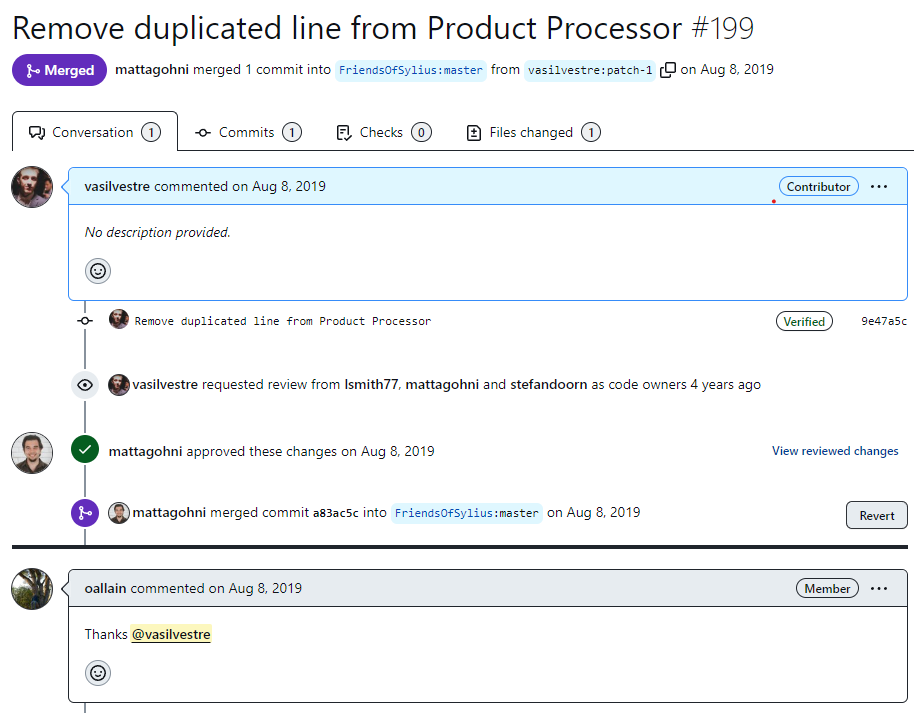 Remove duplicated line from Product Processor #199
Merged mattagohni merged 1 commit into FriendsOfSylius:master from vasilvestre:patch-1 on Aug 8, 2019
Conversation 1 Commits 1 Checks 0 Files changed 1
vasilvestre commented on Aug 8, 2019 Contributor ...
No description provided.
Remove duplicated line from Product Processor Verified 9e47a5c
vasilvestre requested review from lsmith77, mattagohni and stefandoorn as code owners 4 years ago
mattagohni approved these changes on Aug 8, 2019 View reviewed changes
mattagohni merged commit a83ac5c into FriendsOfSylius:master on Aug 8, 2019 Revert
oallain commented on Aug 8, 2019 Member ...
Thanks @vasilvestre